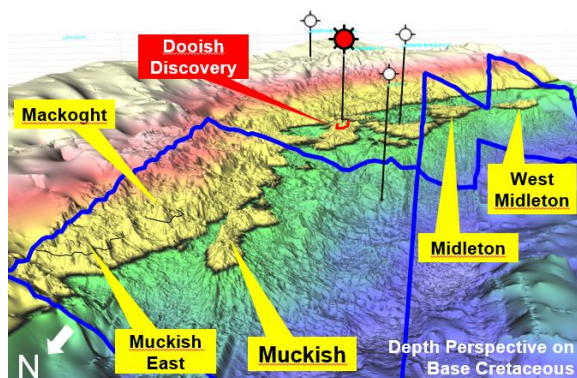 Dooish
Discovery
Mackoght
West
Midleton
Midleton
Muckish
East
Muckish
N
Depth Perspective on
Base Cretaceous